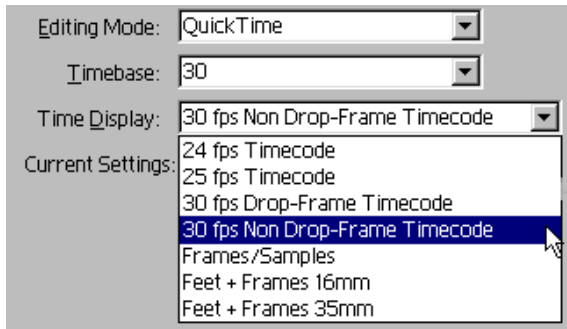 Editing Mode: QuickTime
Timebase: 30
Time Display: 30 fps Non Drop-Frame Timecode
Current Settings:
24 fps Timecode
25 fps Timecode
30 fps Drop-Frame Timecode
30 fps Non Drop-Frame Timecode
Frames/Samples
Feet + Frames 16mm
Feet + Frames 35mm